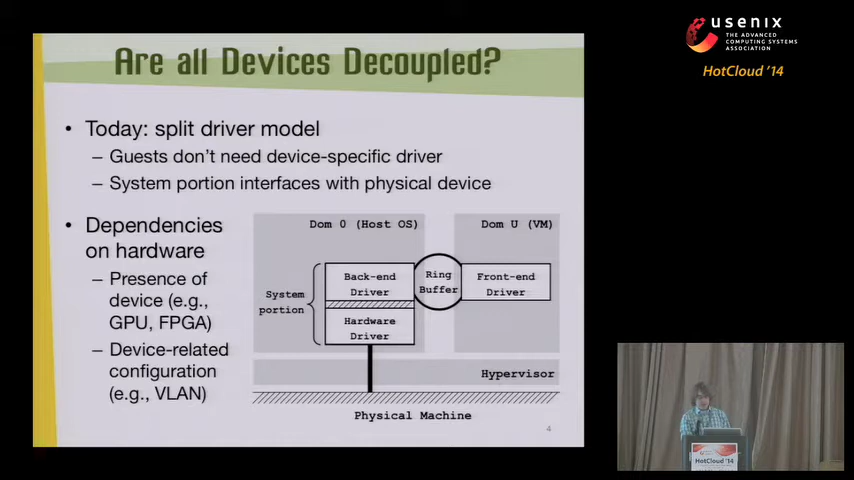 usenix
THE ADVANCED
COMPUTING SYSTEMS
ASSOCIATION
HotCloud '14
Are all Devices Decoupled?
• Today: split driver model
– Guests don't need device-specific driver
– System portion interfaces with physical device
• Dependencies
on hardware
– Presence of
device (e.g.,
GPU, FPGA)
– Device-related
configuration
(e.g., VLAN)
Dom 0 (Host OS)
Dom U (VM)
System
portion
Back-end
Driver
Ring
Buffer
Front-end
Driver
Hardware
Driver
Hypervisor
Physical Machine
4
HotCloud '14